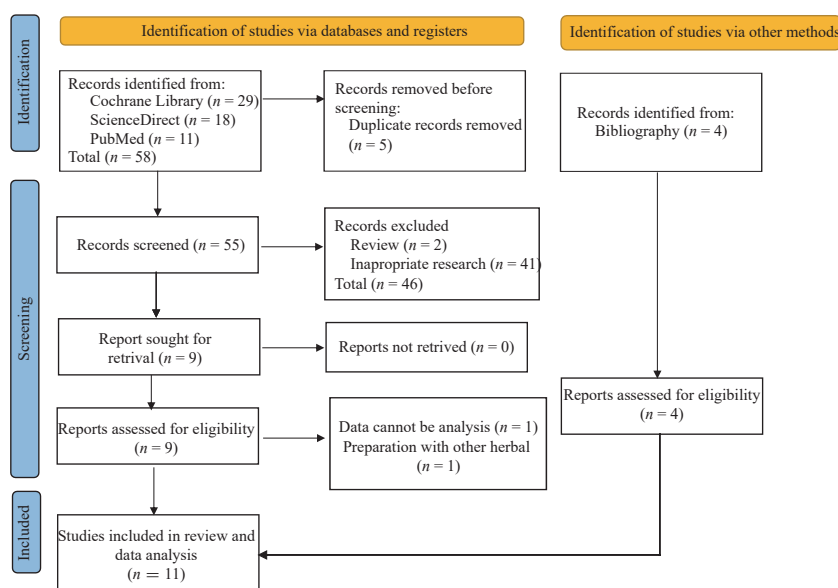 Identification of studies via databases and registers
Identification of studies via other methods
Identification
Records identified from:
Cochrane Library (n = 29)
ScienceDirect (n = 18)
PubMed (n = 11)
Total (n = 58)
Records removed before
screening:
Duplicate records removed
(n = 5)
Records identified from:
Bibliography (n = 4)
Screening
Records screened (n = 55)
Records excluded
Review (n = 2)
Inapropriate research (n = 41)
Total (n = 46)
Report sought for
retrival (n = 9)
Reports not retrived (n = 0)
Reports assessed for eligibility
(n = 9)
Data cannot be analysis (n = 1)
Preparation with other herbal
(n = 1)
Reports assessed for eligibility
(n = 4)
Included
Studies included in review and
data analysis
(n = 11)